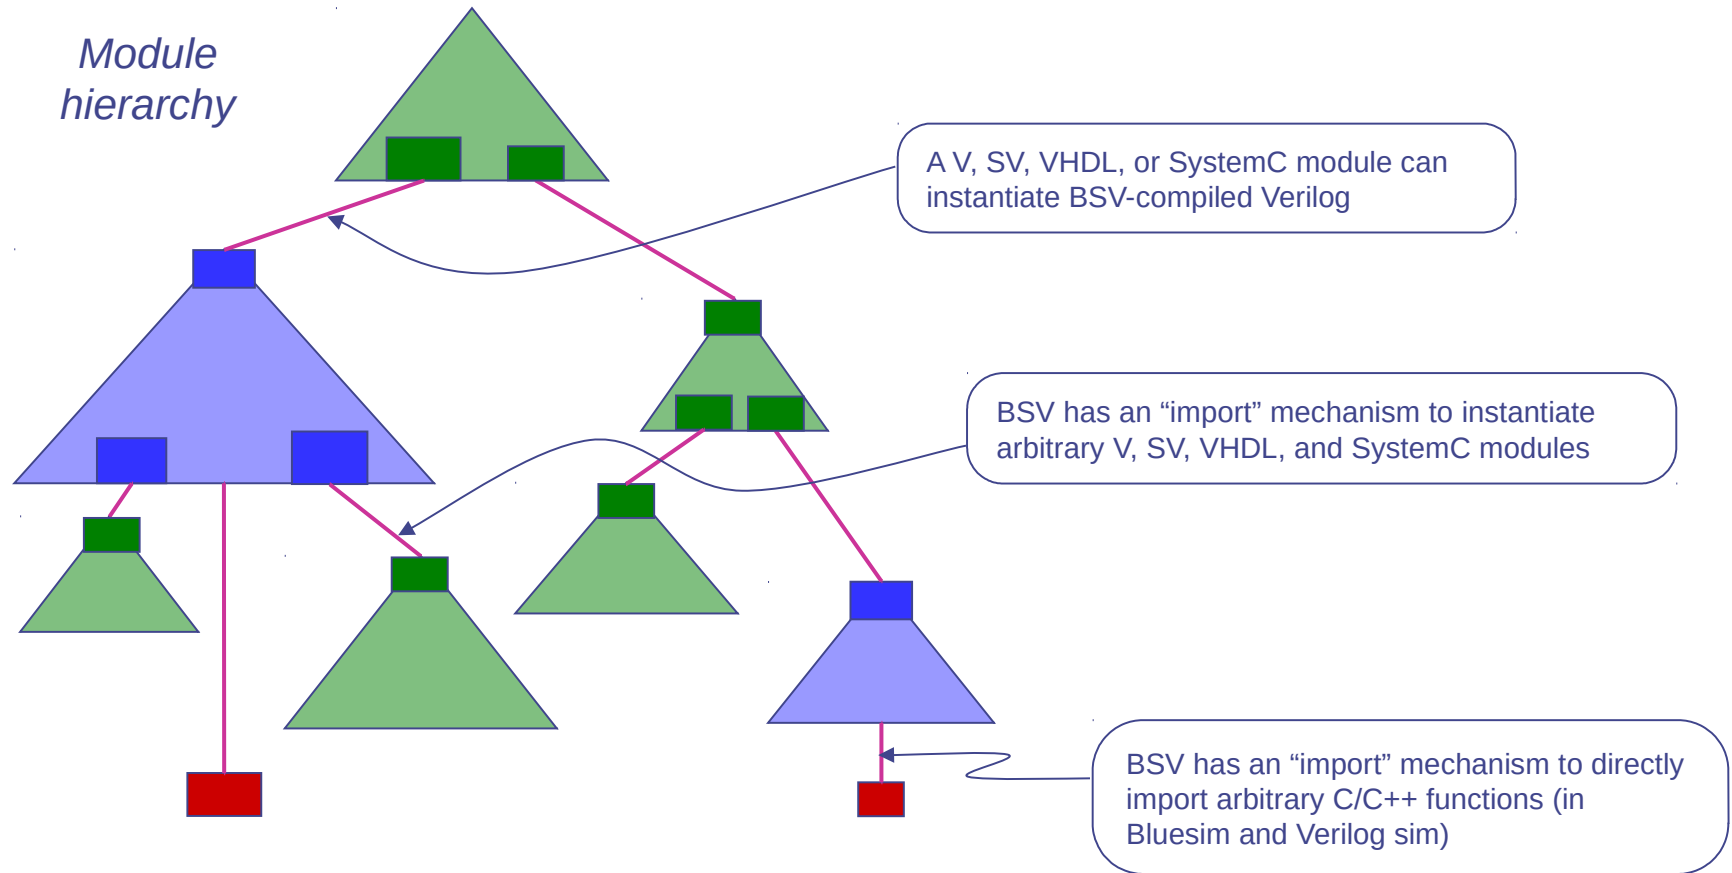 Module
hierarchy
A V, SV, VHDL, or SystemC module can
instantiate BSV-compiled Verilog
BSV has an “import” mechanism to instantiate
arbitrary V, SV, VHDL, and SystemC modules
BSV has an “import” mechanism to directly
import arbitrary C/C++ functions (in
Bluesim and Verilog sim)